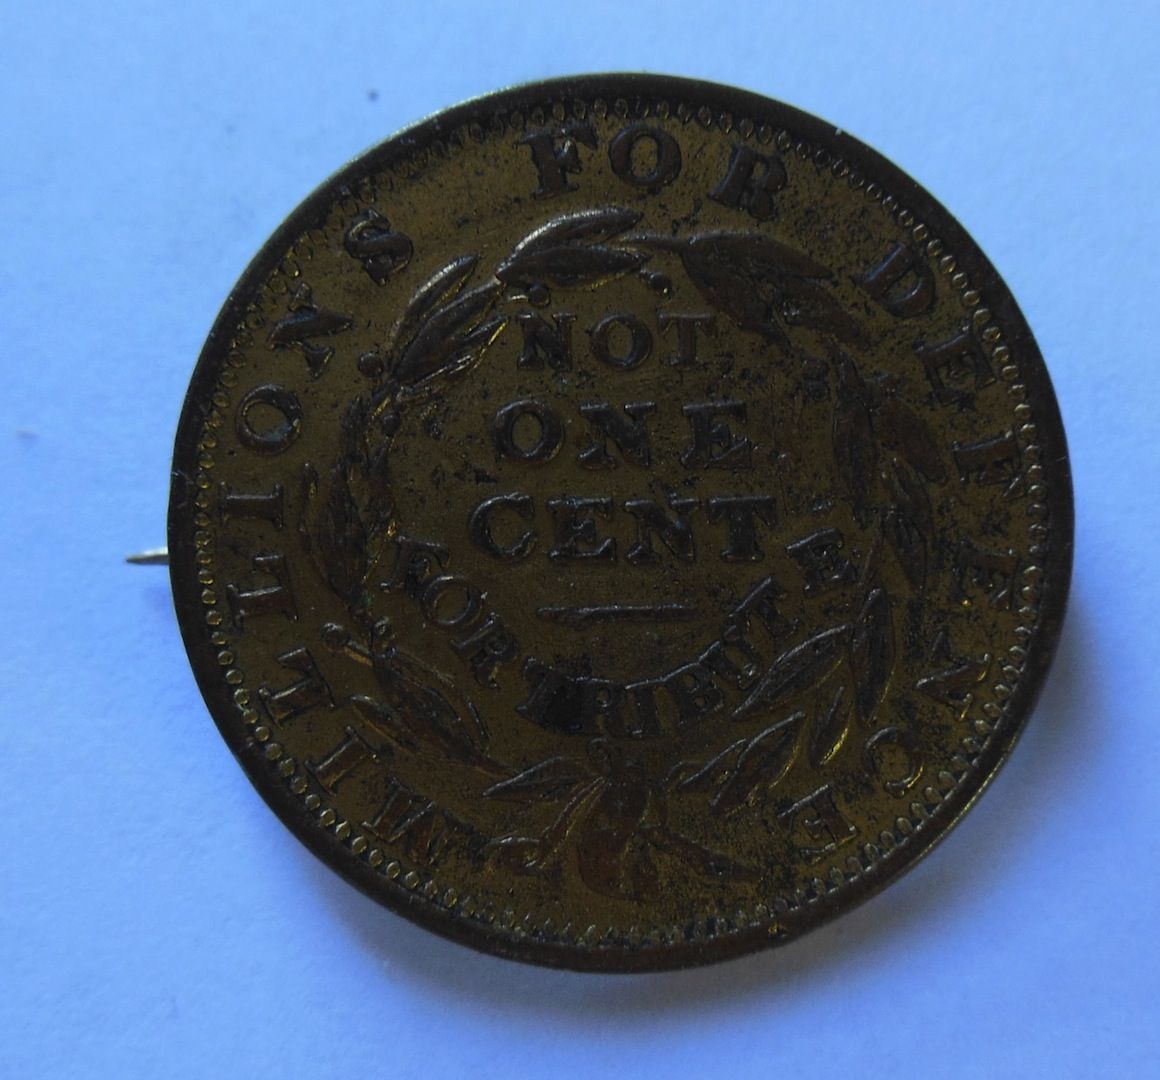 MILLIONS FOR DEFENCE
NOT
ONE
CENT
FOR TRIBUTE.